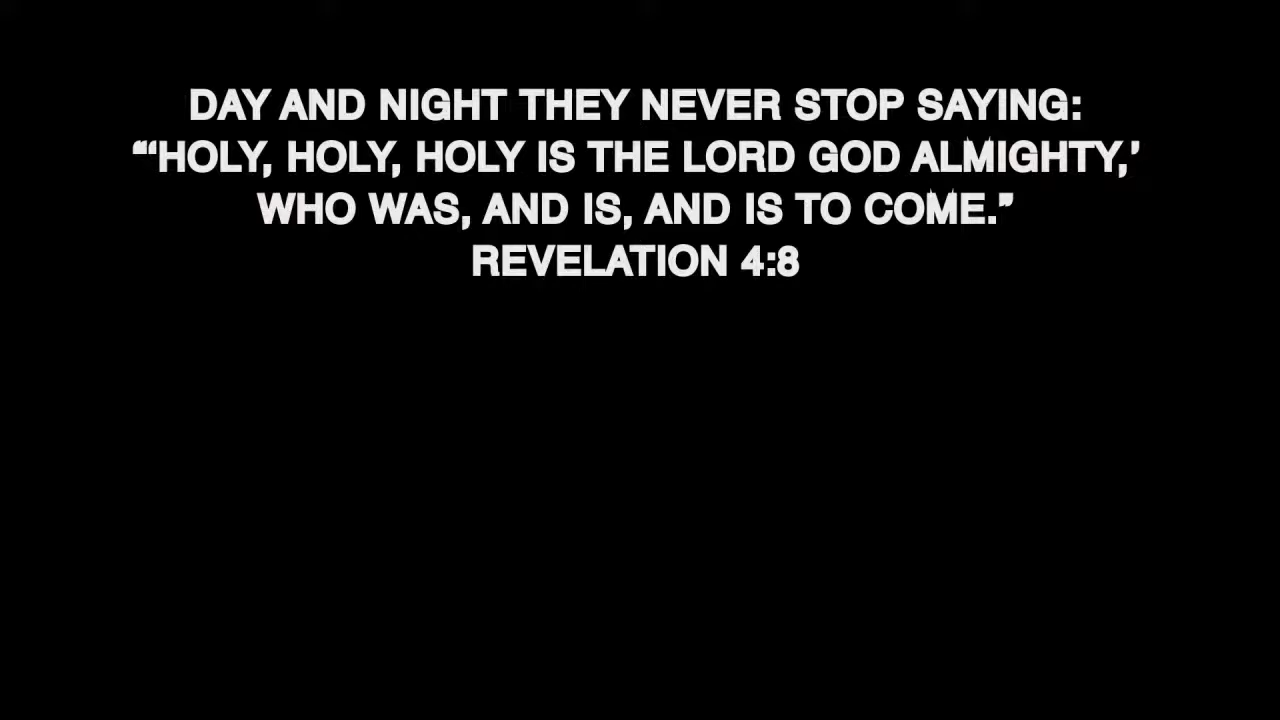 DAY AND NIGHT THEY NEVER STOP SAYING:
“‘HOLY, HOLY, HOLY IS THE LORD GOD ALMIGHTY,’
WHO WAS, AND IS, AND IS TO COME.”
REVELATION 4:8